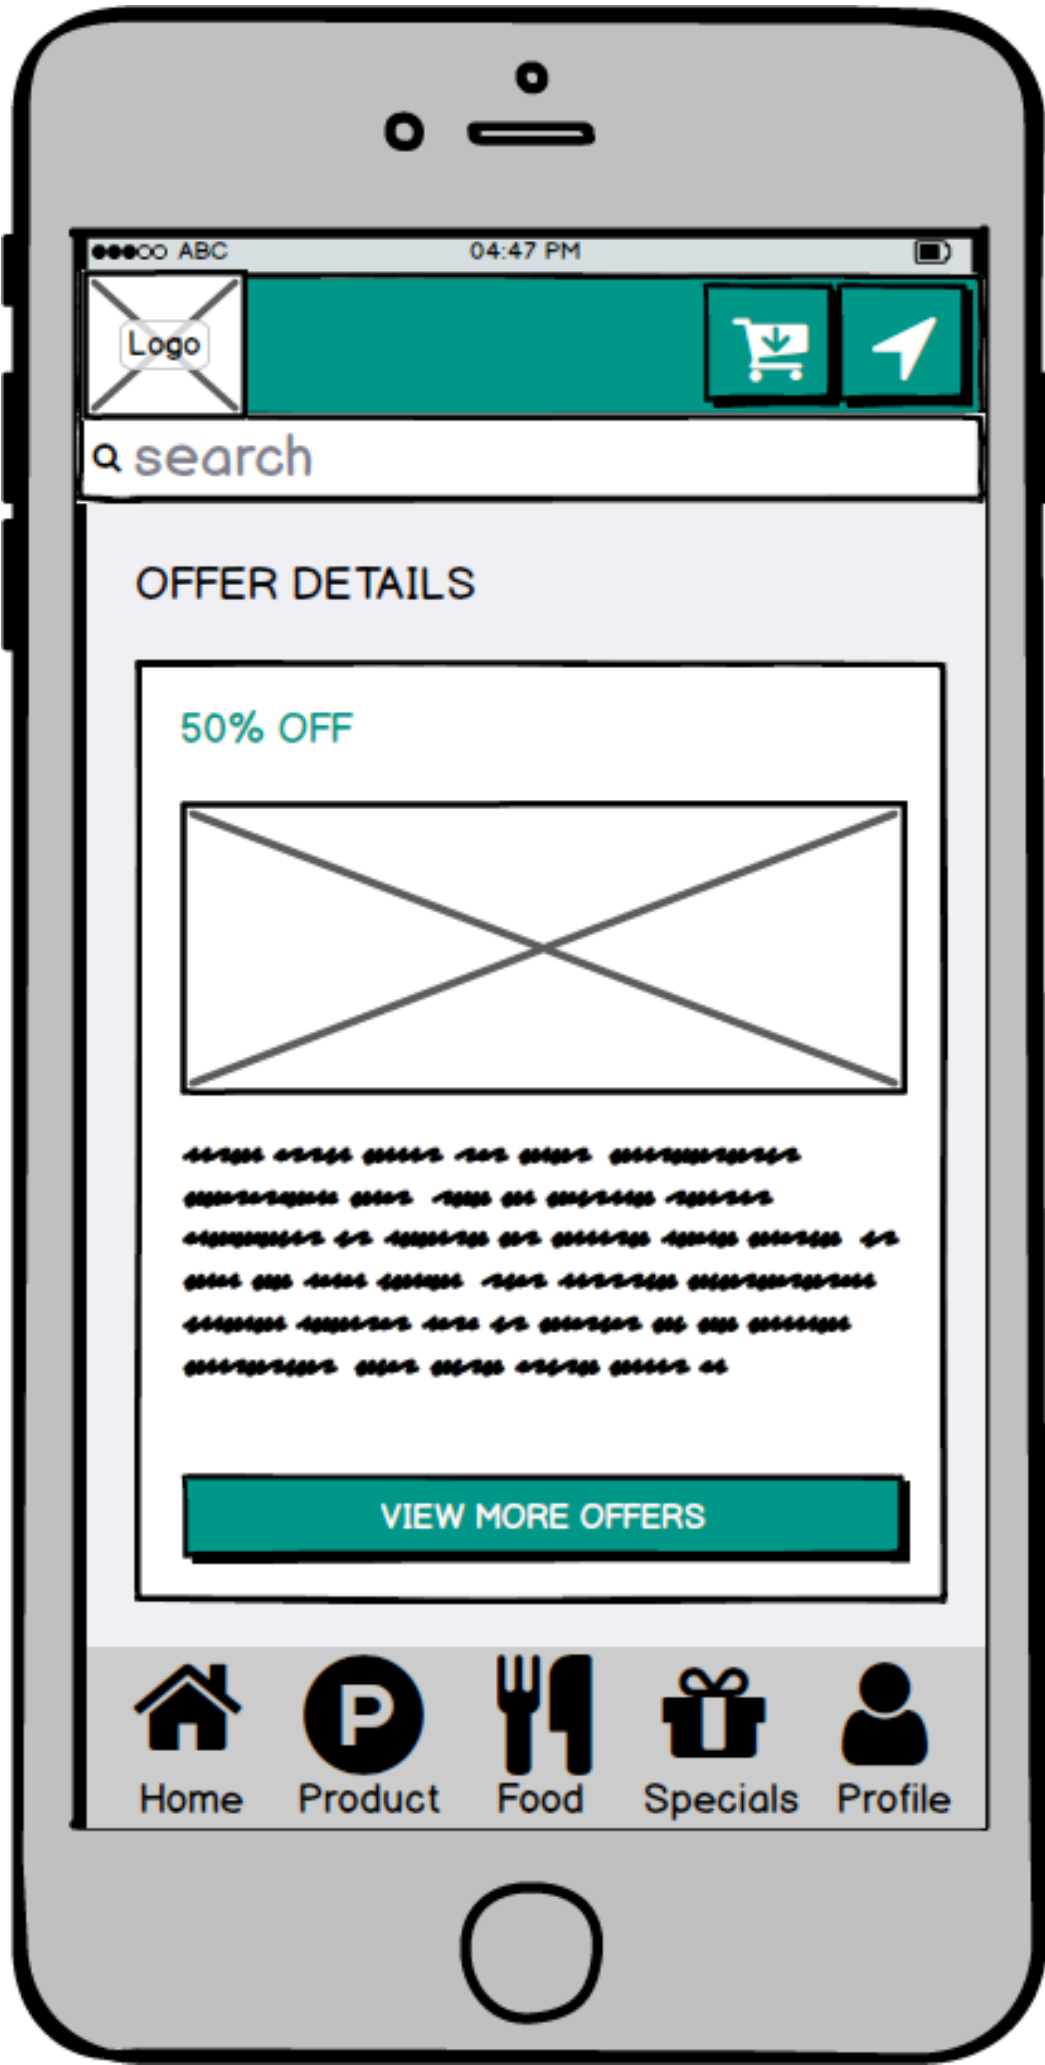 ABC 04:47 PM
Logo
search
OFFER DETAILS
50% OFF
VIEW MORE OFFERS
P
Home Product Food Specials Profile